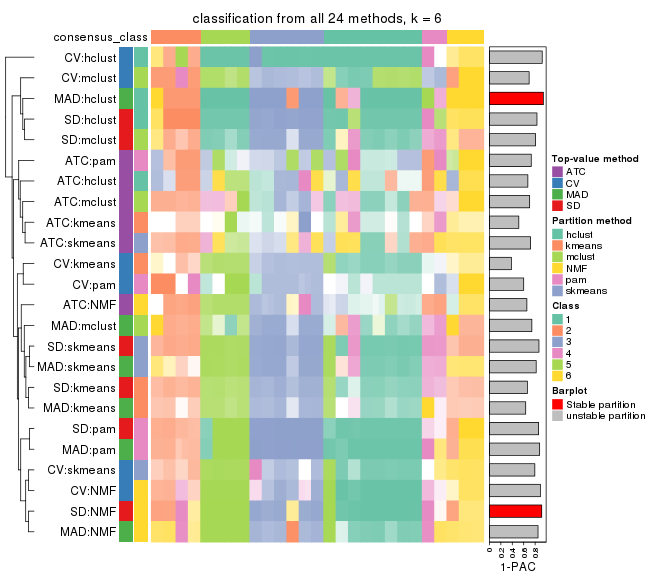 classification from all 24 methods, k = 6
consensus_class
CV:hclust
CV:mclust
MAD:hclust
SD:hclust
SD:mclust
ATC:pam
ATC:hclust
ATC:mclust
ATC:kmeans
ATC:skmeans
CV:kmeans
CV:pam
ATC:NMF
MAD:mclust
SD:skmeans
MAD:skmeans
SD:kmeans
MAD:kmeans
SD:pam
MAD:pam
CV:skmeans
CV:NMF
SD:NMF
MAD:NMF
0
0.2
0.4
0.6
0.8
1-PAC
Top-value method
ATC
CV
MAD
SD
Partition method
hclust
kmeans
mclust
NMF
pam
skmeans
Class
1
2
3
4
5
6
Barplot
Stable partition
unstable partition